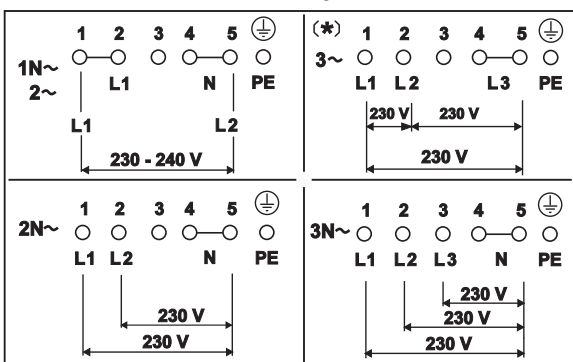 1 2 3 4 5
1N~
2~
L1 N PE
L1 L2
230 - 240 V
(*)
1 2 3 4 5
3~
L1 L2 L3 PE
230 V 230 V
230 V
1 2 3 4 5
2N~
L1 L2 N PE
230 V
230 V
1 2 3 4 5
3N~
L1 L2 L3 N PE
230 V
230 V
230 V